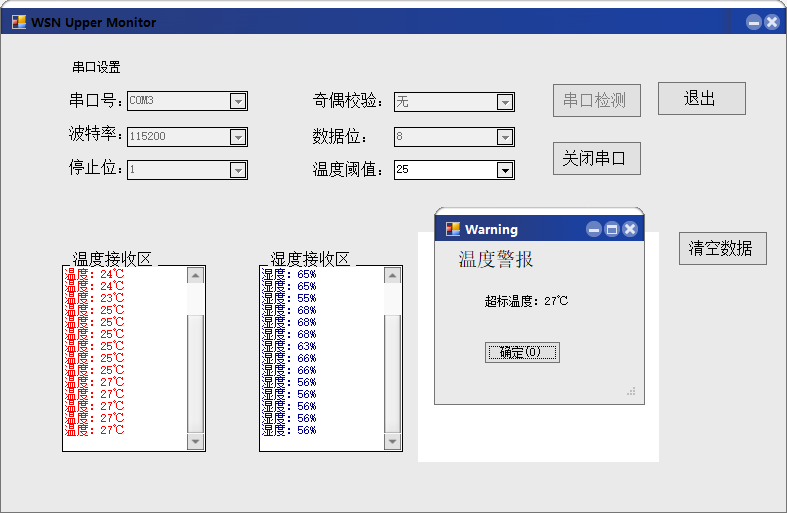 WSN Upper Monitor
串口设置
串口号: COM3 奇偶校验: 无 串口检测 退出
波特率: 115200 数据位: 8
停止位: 1 温度阈值: 25 关闭串口
清空数据
温度接收区
温度: 24℃
温度: 24℃
温度: 23℃
温度: 25℃
温度: 25℃
温度: 25℃
温度: 25℃
温度: 25℃
温度: 25℃
温度: 27℃
温度: 27℃
温度: 27℃
温度: 27℃
温度: 27℃
湿度接收区
湿度: 65%
湿度: 65%
湿度: 55%
湿度: 68%
湿度: 68%
湿度: 68%
湿度: 63%
湿度: 66%
湿度: 66%
湿度: 56%
湿度: 56%
湿度: 56%
湿度: 56%
湿度: 56%
Warning
温度警报
超标温度: 27℃
确定(O)